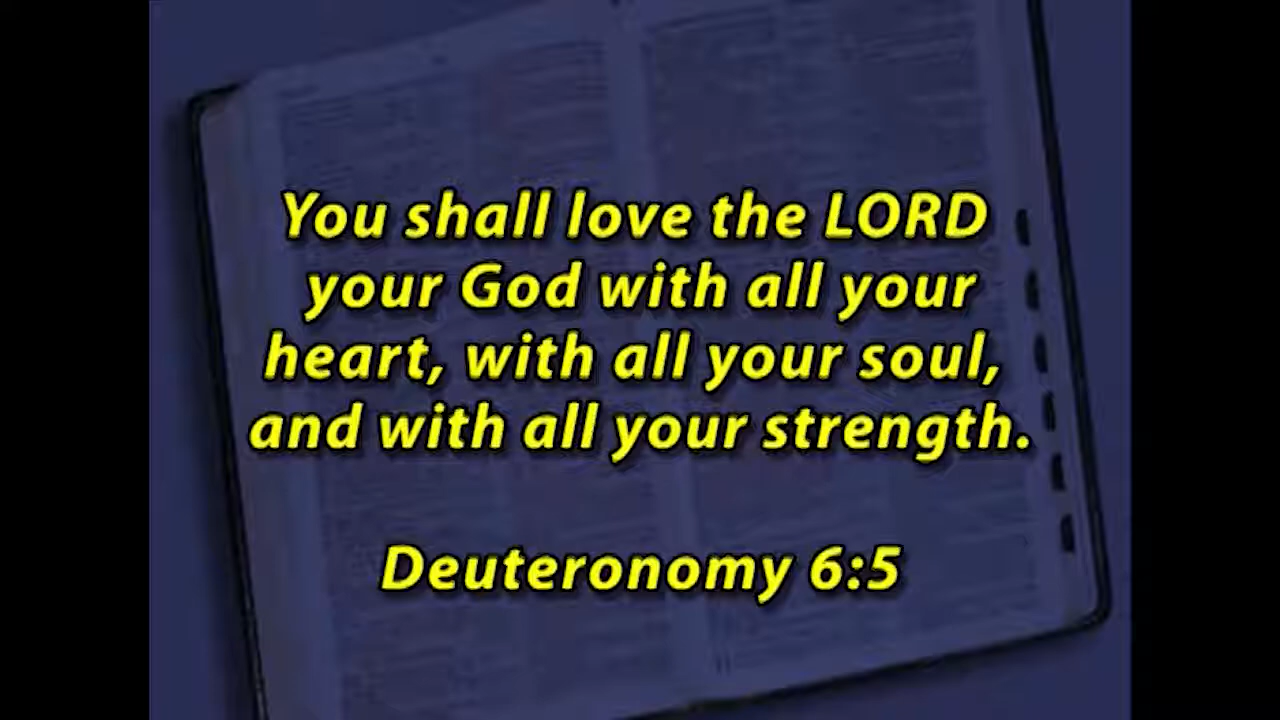 You shall love the LORD
your God with all your
heart, with all your soul,
and with all your strength.
Deuteronomy 6:5